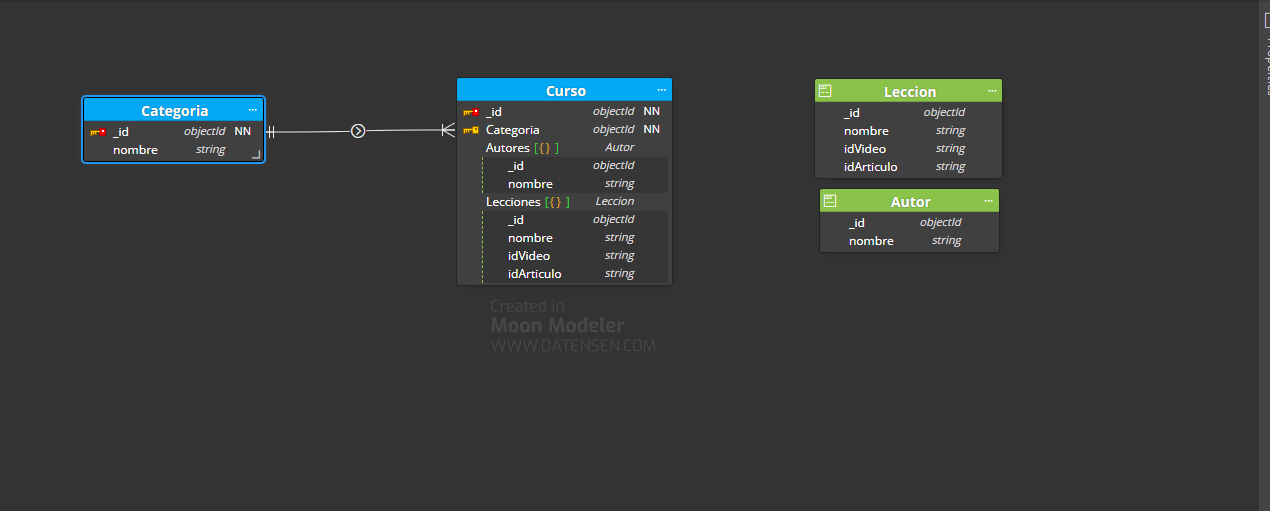 Categoria ...
_id objectId NN
nombre string
Curso ...
_id objectId NN
Categoria objectId NN
Autores [{} ] Autor
_id objectId
nombre string
Lecciones [{} ] Leccion
_id objectId
nombre string
idVideo string
idArticulo string
Created in
Moon Modeler
WWW.DATENSEN.COM
Leccion ...
_id objectId
nombre string
idVideo string
idArticulo string
Autor ...
_id objectId
nombre string